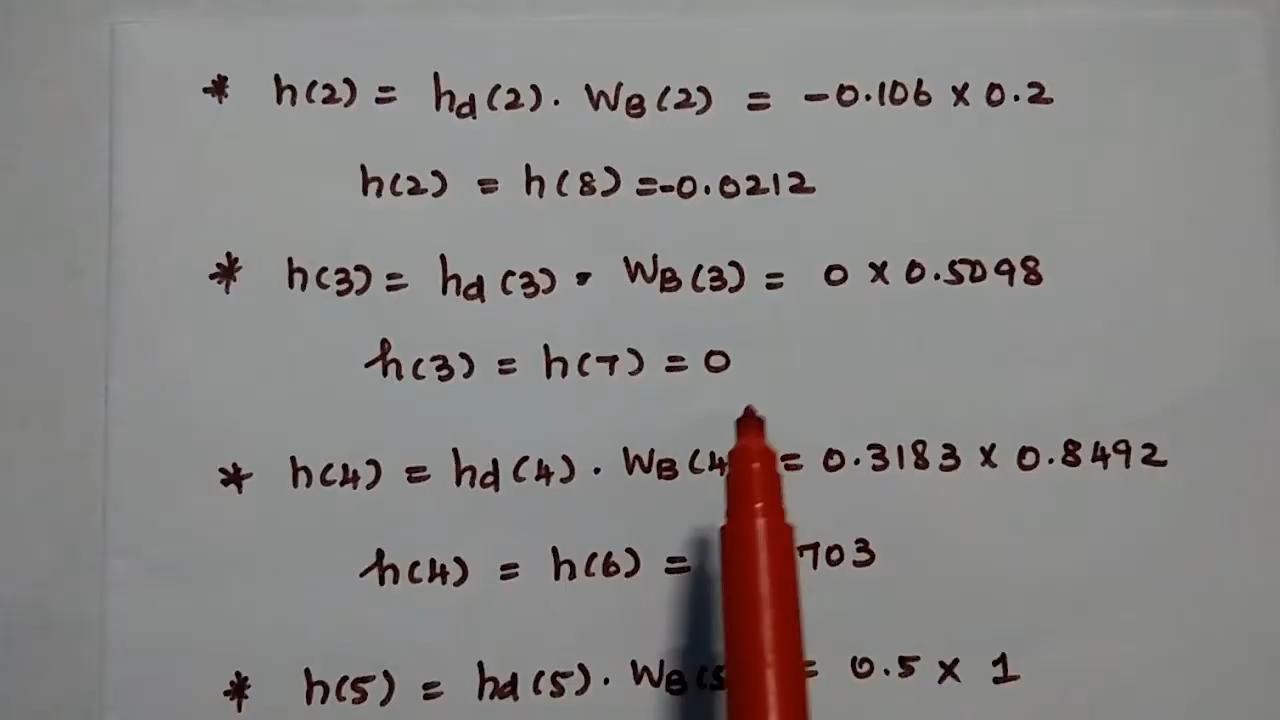 * h(2) = hd(2). WB(2) = -0.106 × 0.2
h(2) = h(8) = -0.0212
* h(3) = hd(3) . WB(3) = 0 × 0.5098
h(3) = h(7) = 0
* h(4) = hd(4) . WB(4 = 0.3183 × 0.8492
h(4) = h(6) = 703
* h(5) = hd(5). WB(5 = 0.5 × 1